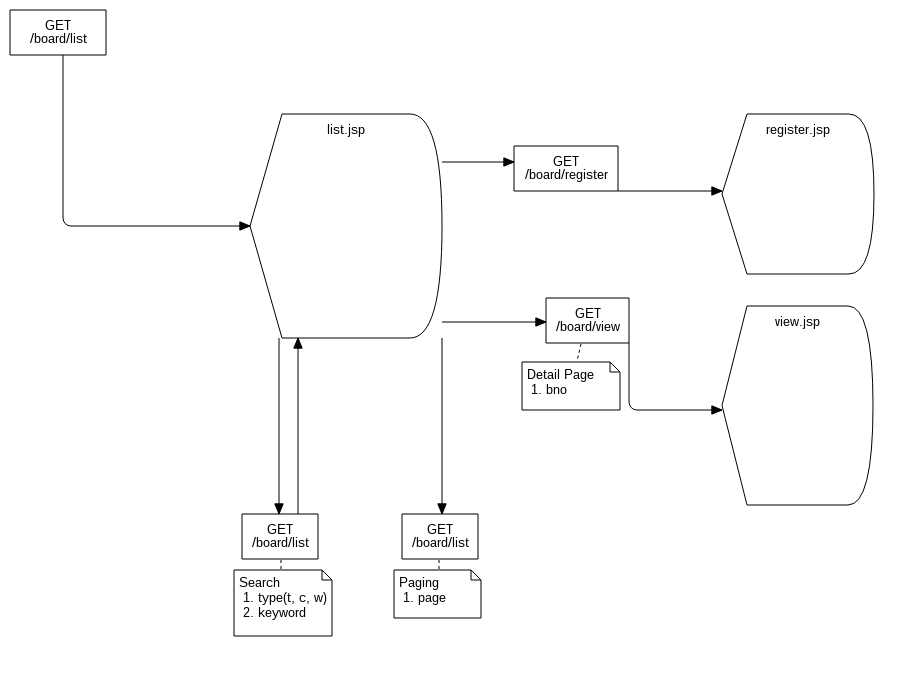 GET
/board/list
list.jsp
GET
/board/register
register.jsp
GET
/board/view
Detail Page
1. bno
view.jsp
GET
/board/list
Search
1. type(t, c, w)
2. keyword
GET
/board/list
Paging
1. page